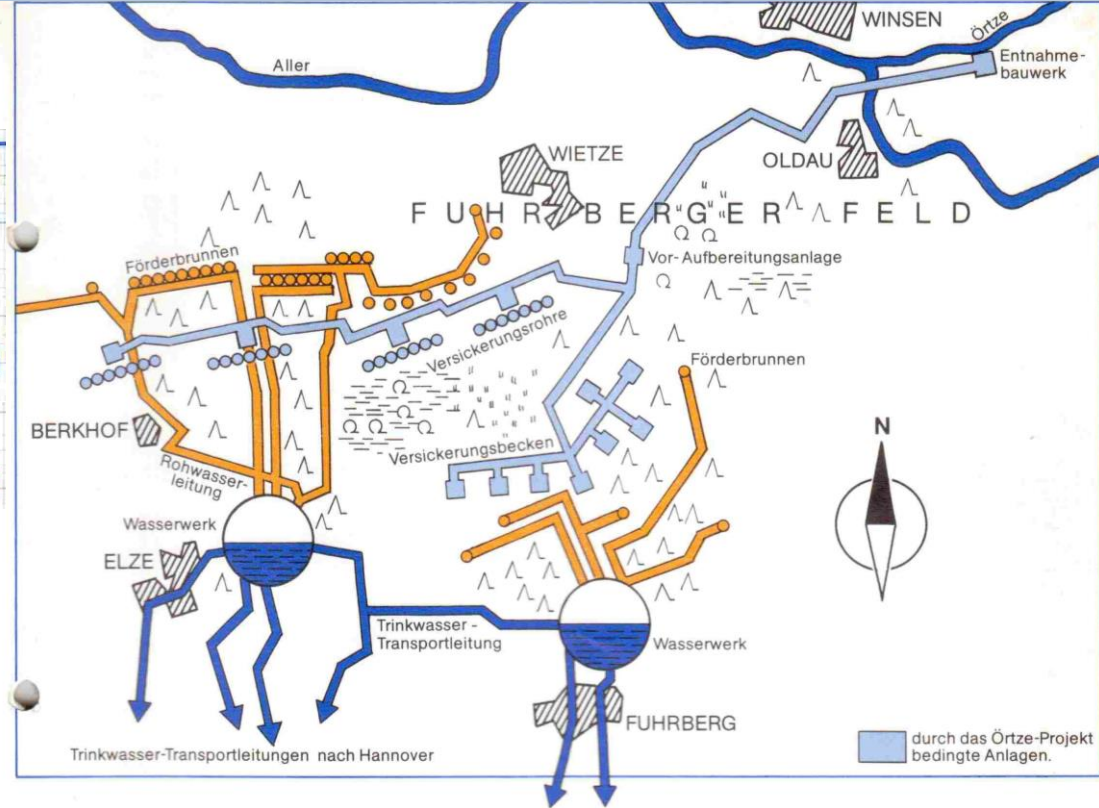 WINSEN
Örtze
Aller
Entnahme-
bauwerk
WIETZE
OLDAU
FUHRBERGER FELD
Förderbrunnen
Vor-Aufbereitungsanlage
Versickerungsrohre
Förderbrunnen
BERKHOF
Versickerungsbecken
Rohwasser-
leitung
N
Wasserwerk
ELZE
Trinkwasser-
Transportleitung
Wasserwerk
FUHRBERG
Trinkwasser-Transportleitungen nach Hannover
durch das Örtze-Projekt
bedingte Anlagen.